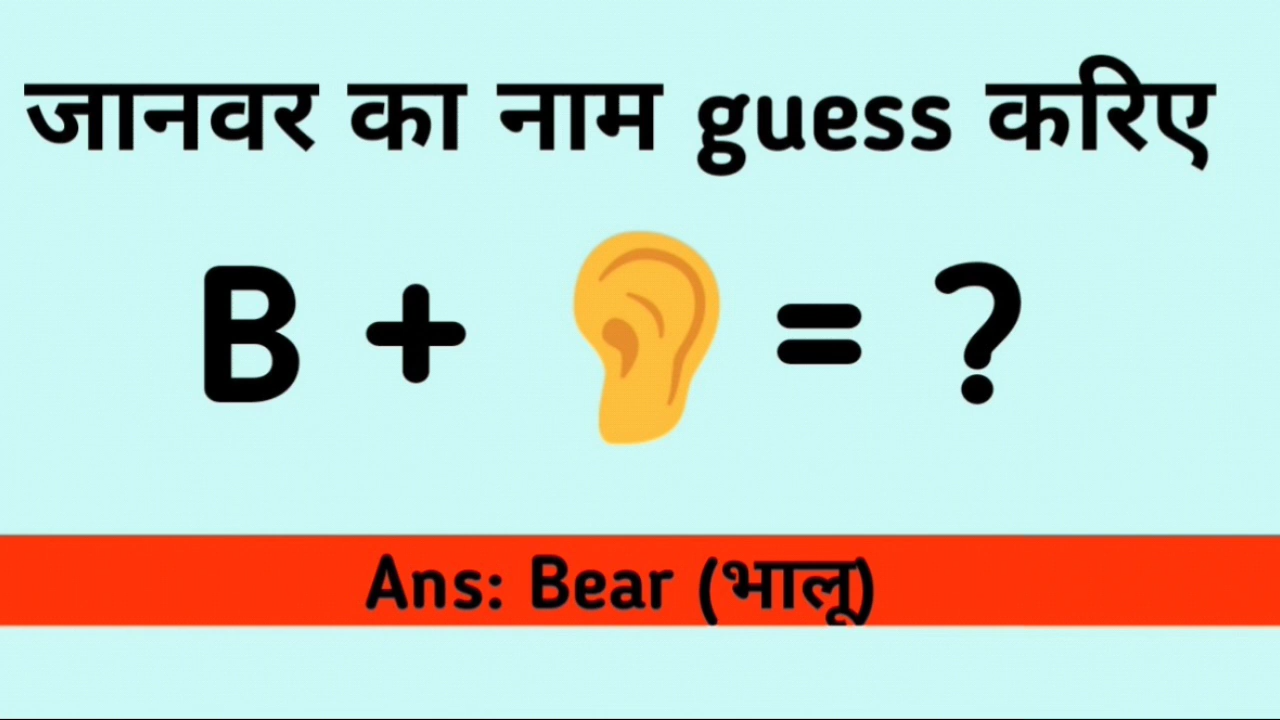 जानवर का नाम guess करिए
B + = ?
Ans: Bear (भालू)